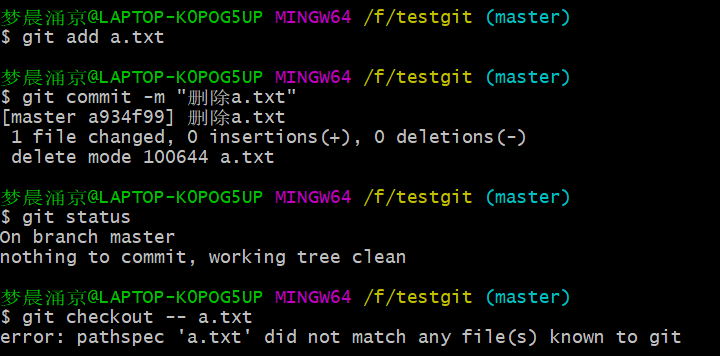 梦晨涌京@LAPTOP-K0POG5UP MINGW64 /f/testgit (master)
$ git add a.txt
梦晨涌京@LAPTOP-K0POG5UP MINGW64 /f/testgit (master)
$ git commit -m "删除a.txt"
[master a934f99] 删除a.txt
1 file changed, 0 insertions(+), 0 deletions(-)
delete mode 100644 a.txt
梦晨涌京@LAPTOP-K0POG5UP MINGW64 /f/testgit (master)
$ git status
On branch master
nothing to commit, working tree clean
梦晨涌京@LAPTOP-K0POG5UP MINGW64 /f/testgit (master)
$ git checkout -- a.txt
error: pathspec 'a.txt' did not match any file(s) known to git